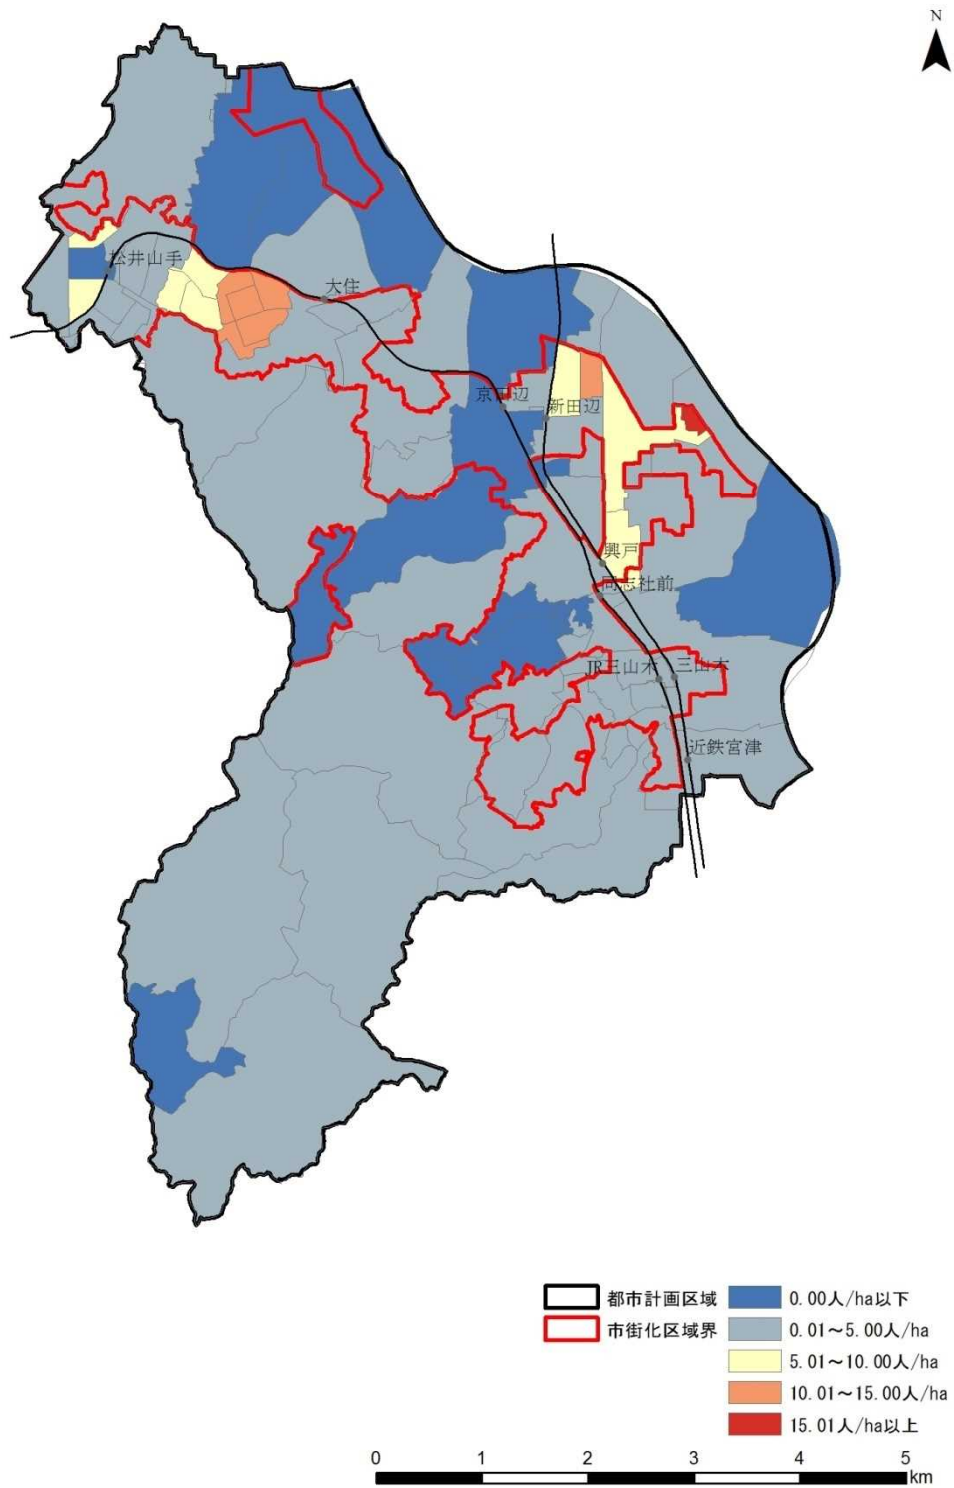 N
松井山手
大住
京田辺
新田辺
興戸
同志社前
JR三山木
三山木
近鉄宮津
都市計画区域
市街化区域界
0.00人/ha以下
0.01～5.00人/ha
5.01～10.00人/ha
10.01～15.00人/ha
15.01人/ha以上
0 1 2 3 4 5
km